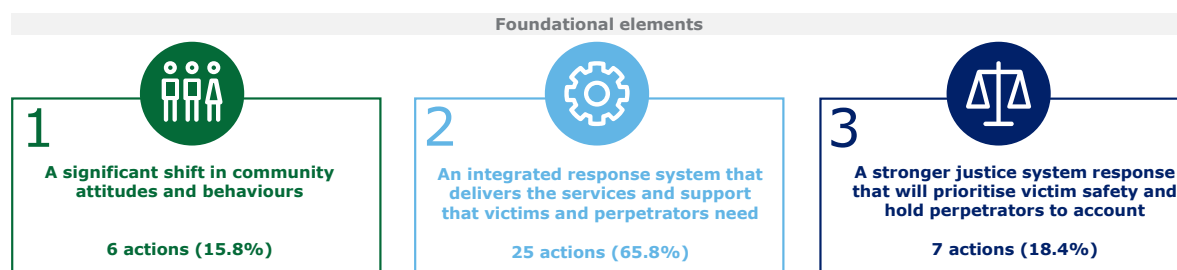 Foundational elements
1
A significant shift in community
attitudes and behaviours
6 actions (15.8%)
2
An integrated response system that
delivers the services and support
that victims and perpetrators need
25 actions (65.8%)
3
A stronger justice system response
that will prioritise victim safety and
hold perpetrators to account
7 actions (18.4%)